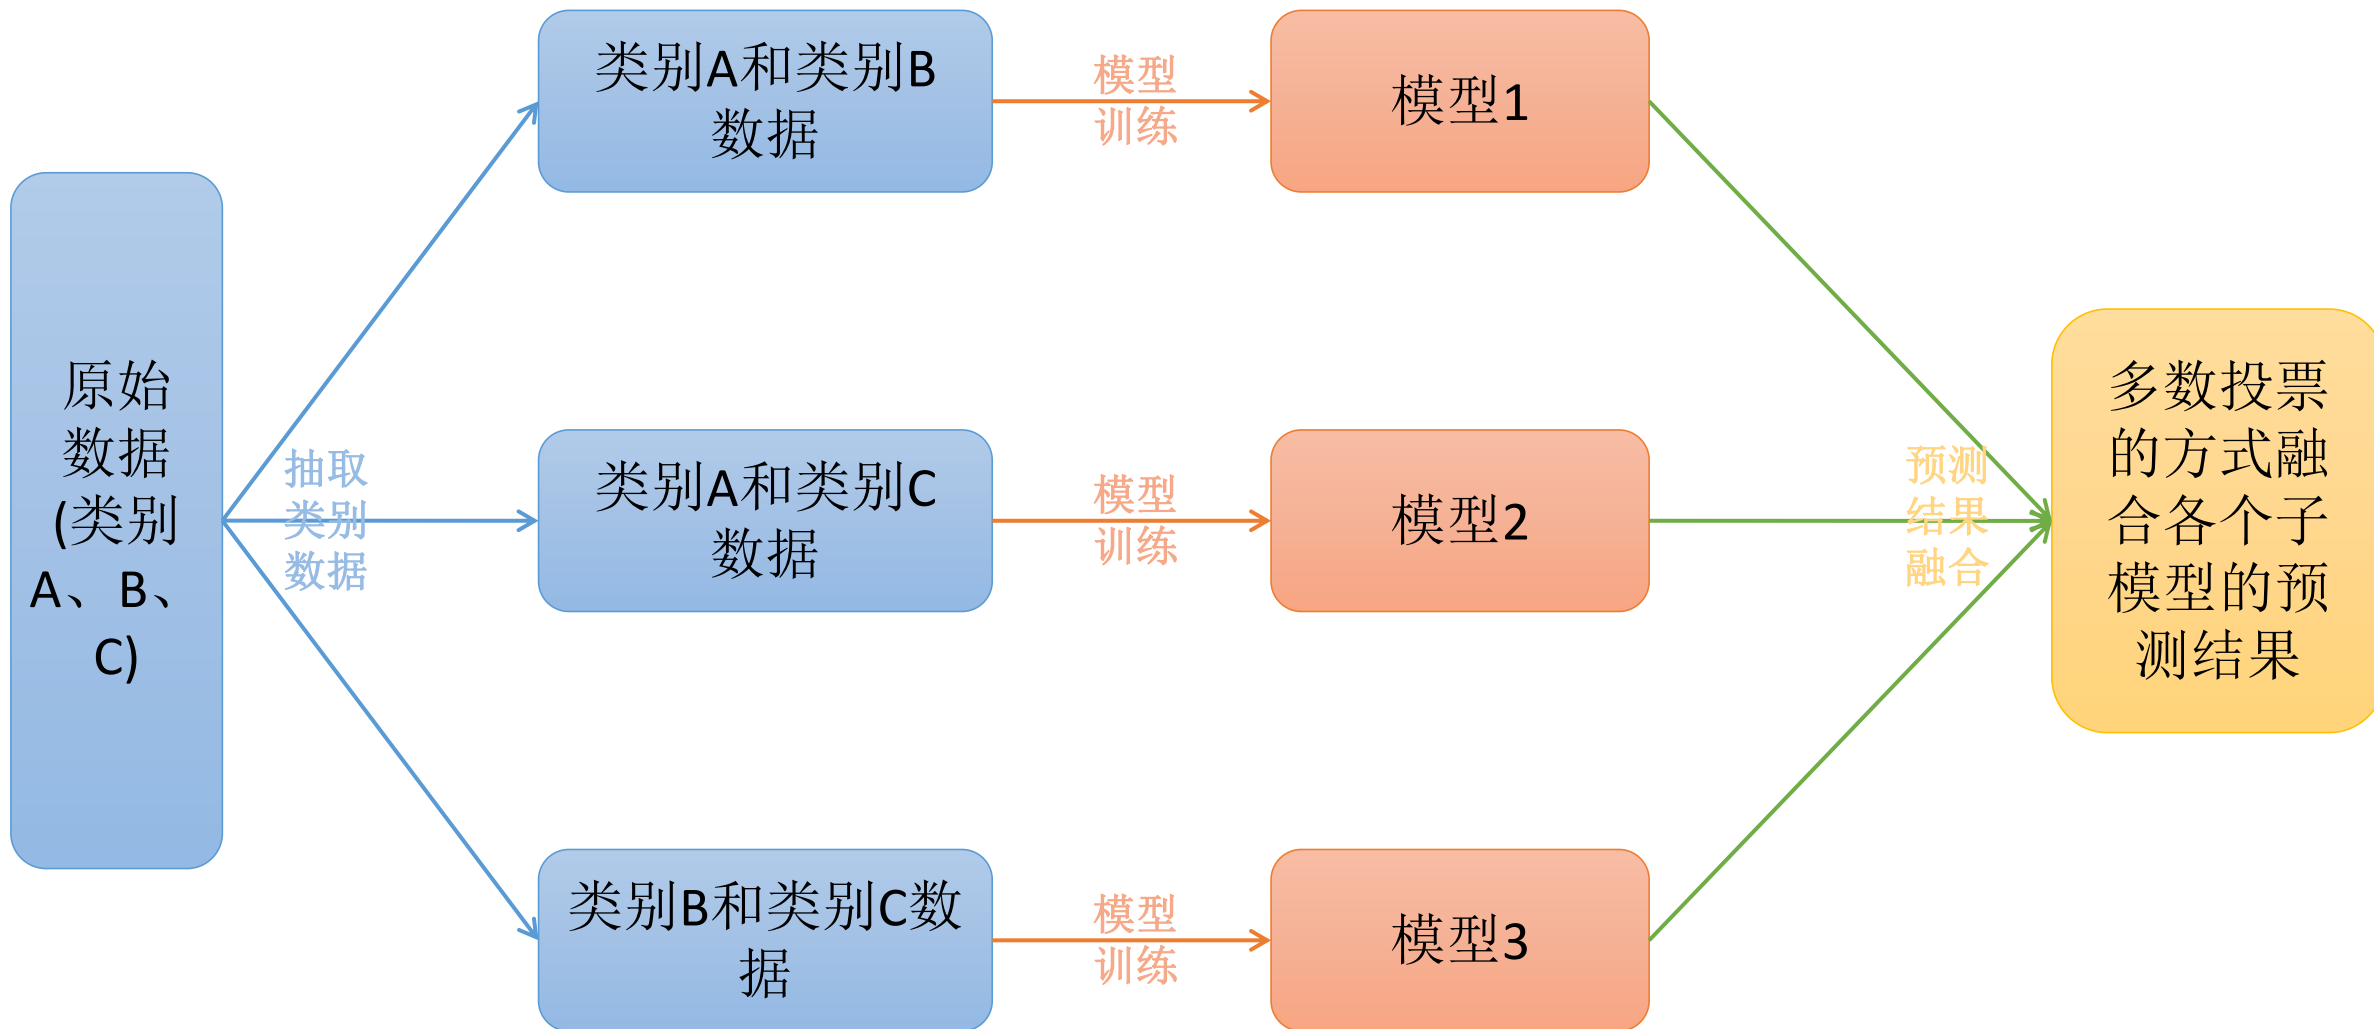 原始
数据
(类别
A、B、
C)
抽取
类别
数据
类别A和类别B
数据
模型
训练
模型1
类别A和类别C
数据
模型
训练
模型2
类别B和类别C数
据
模型
训练
模型3
预测
结果
融合
多数投票
的方式融
合各个子
模型的预
测结果